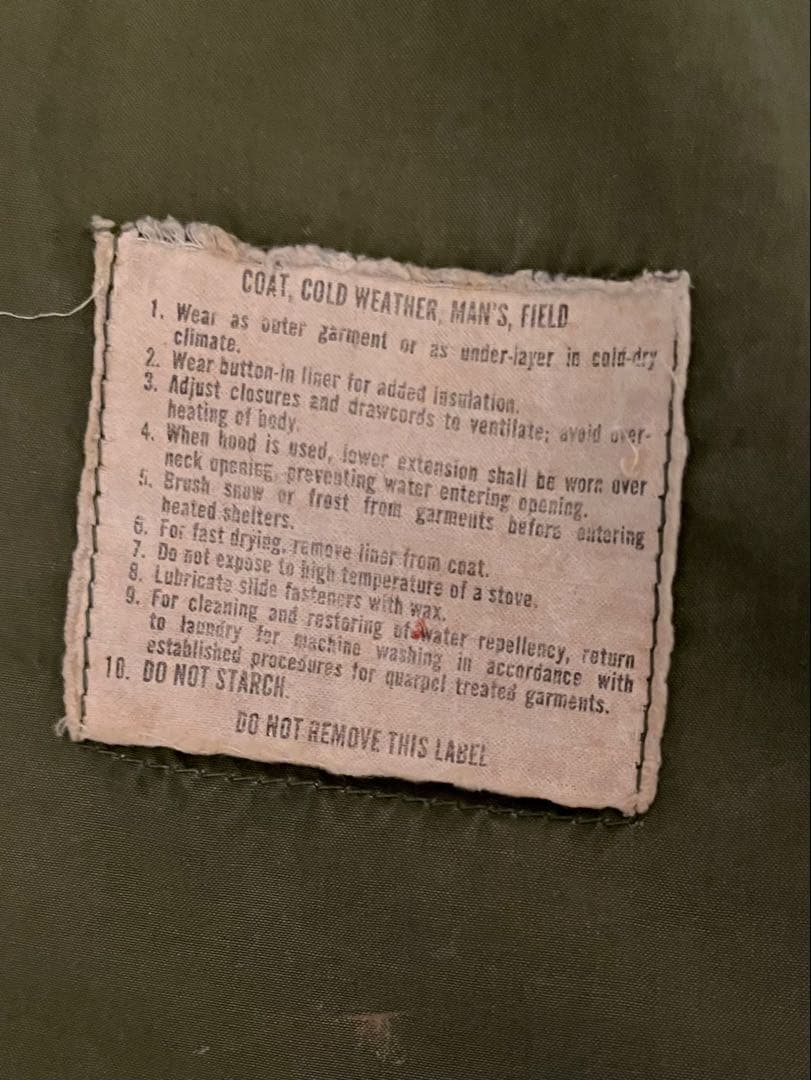 COAT, COLD WEATHER, MAN'S, FIELD
1. Wear as outer garment or as under-layer in cold-dry
climate.
2. Wear button-in liner for added insulation.
3. Adjust closures and drawcords to ventilate; avoid over-
heating of body.
4. When hood is used, lower extension shall be worn over
neck opening, preventing water entering opening.
5. Brush snow or frost from garments before entering
heated shelters.
6. For fast drying, remove liner from coat.
7. Do not expose to high temperature of a stove.
8. Lubricate slide fasteners with wax.
9. For cleaning and restoring of water repellency, return
to laundry for machine washing in accordance with
established procedures for quarpel treated garments.
10. DO NOT STARCH.
DO NOT REMOVE THIS LABEL